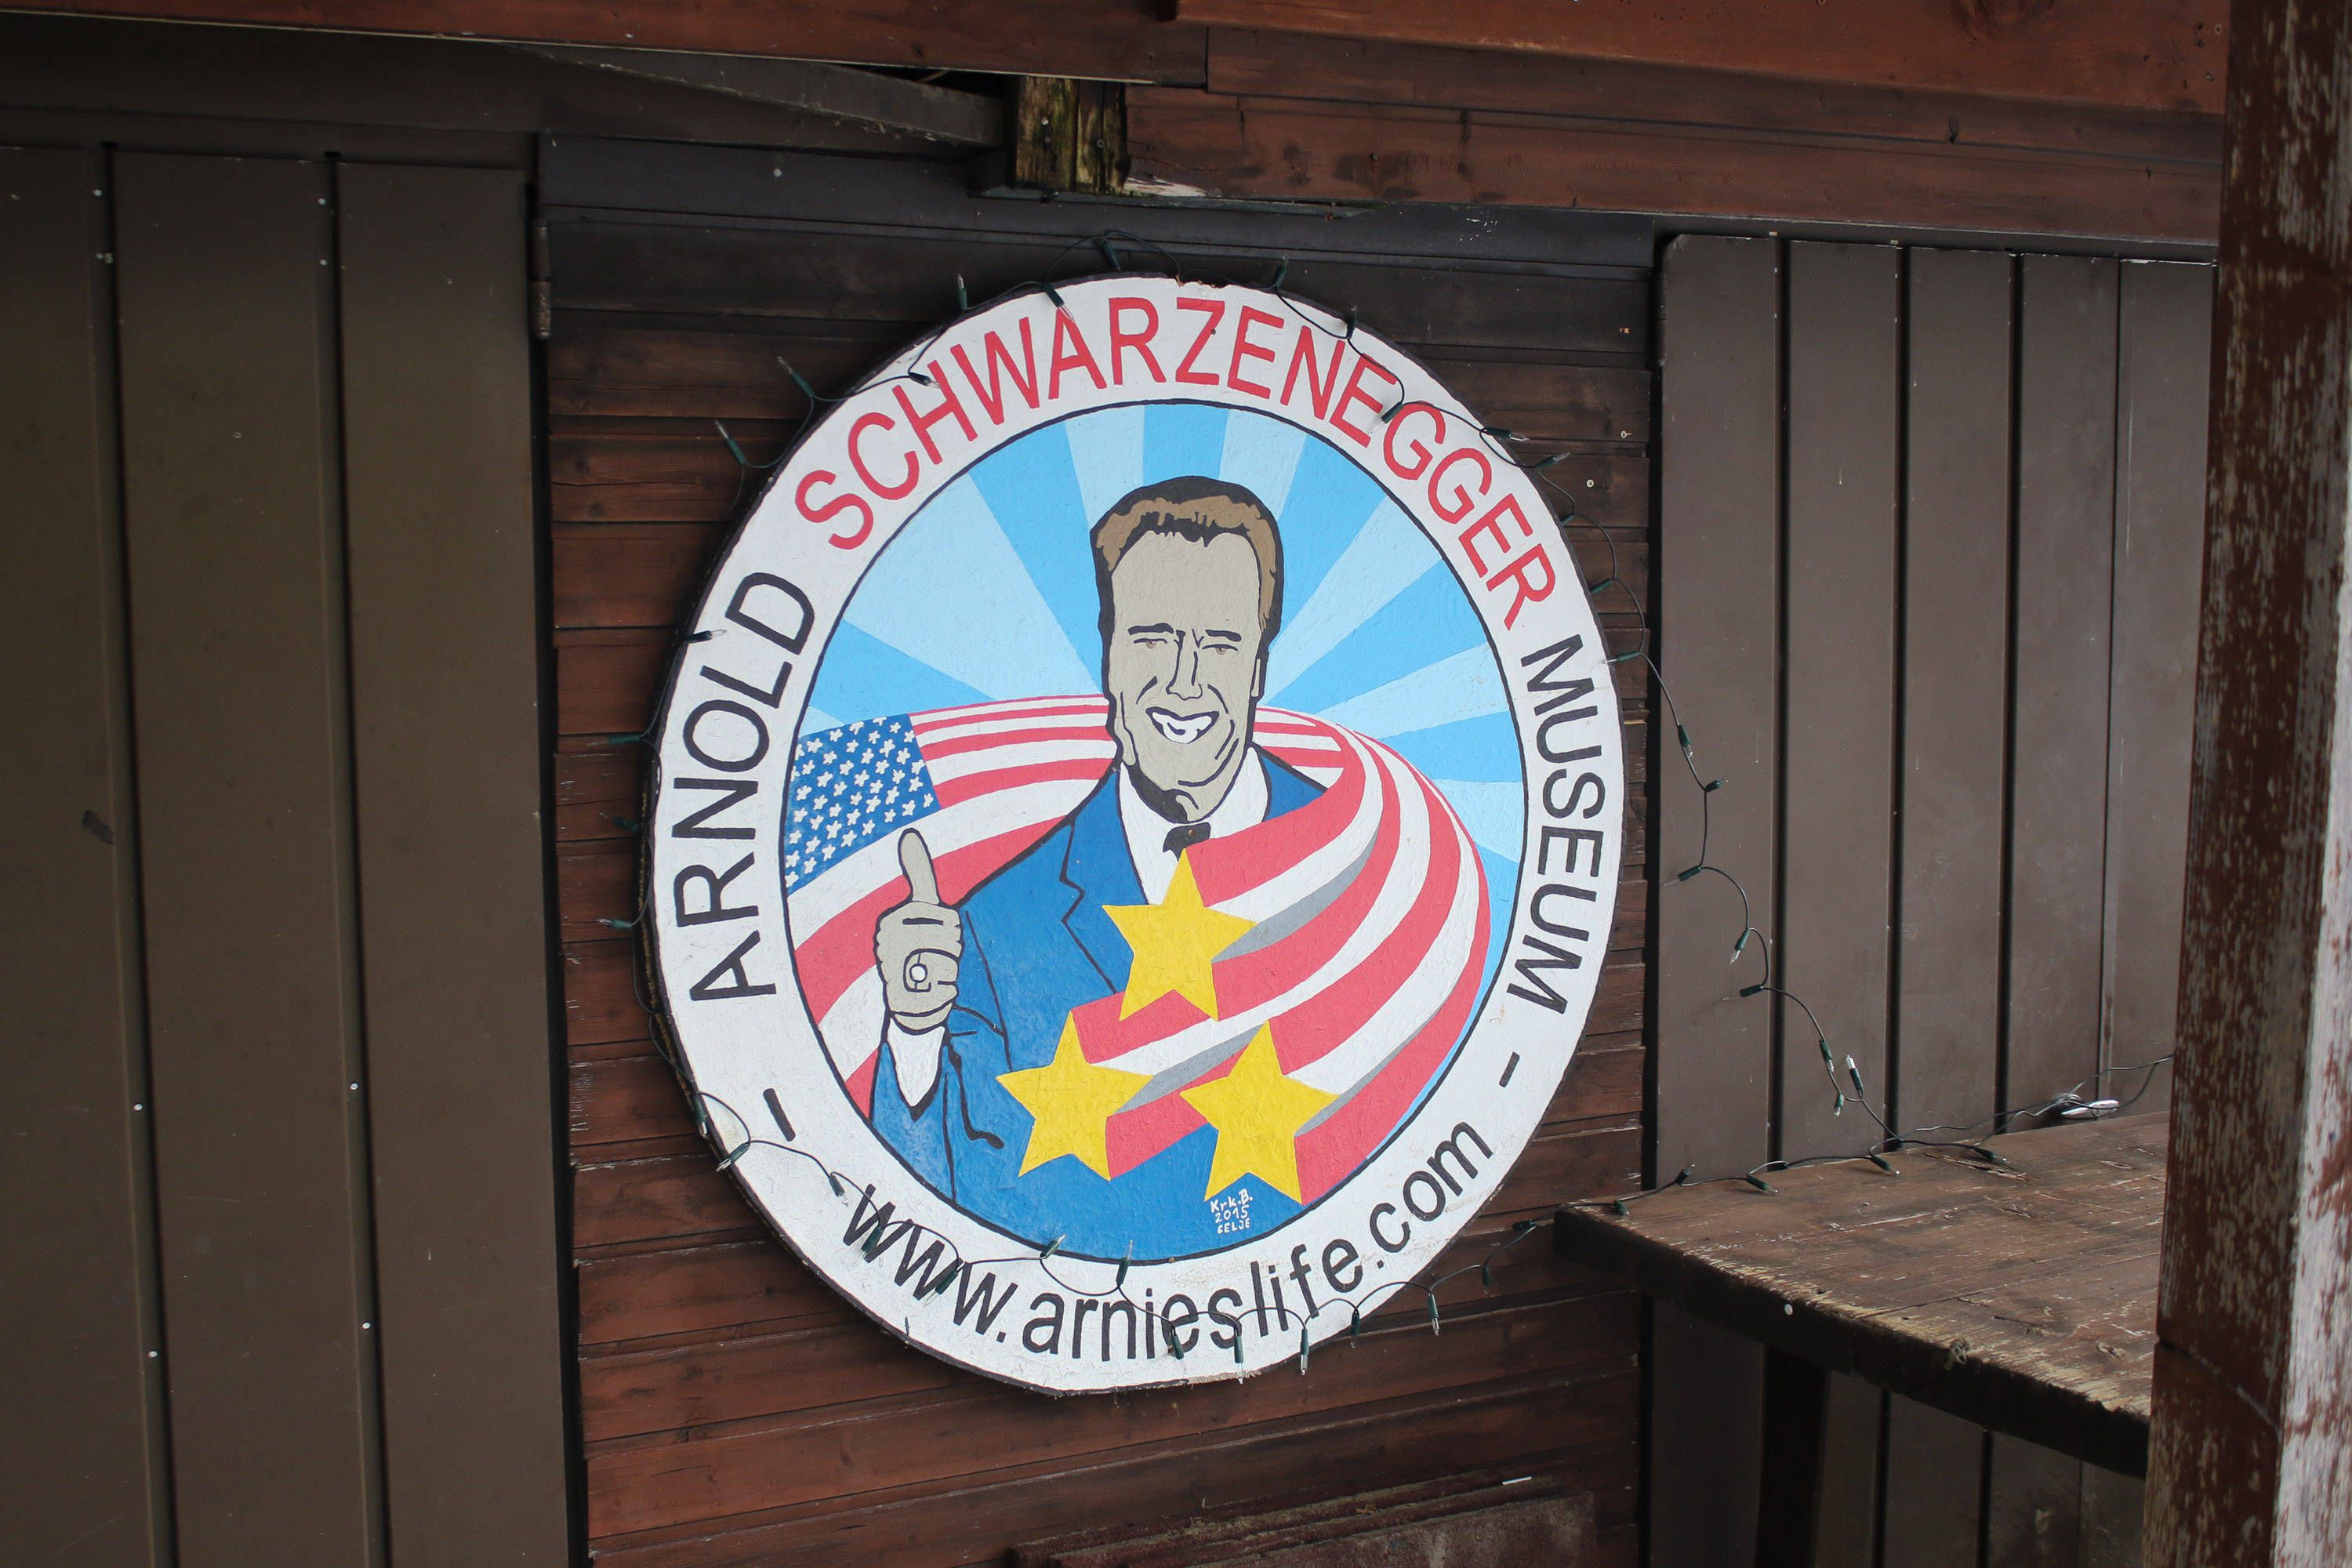 - ARNOLD SCHWARZENEGGER MUSEUM -
www.arnieslife.com
Krk.B.
2015
CELJE